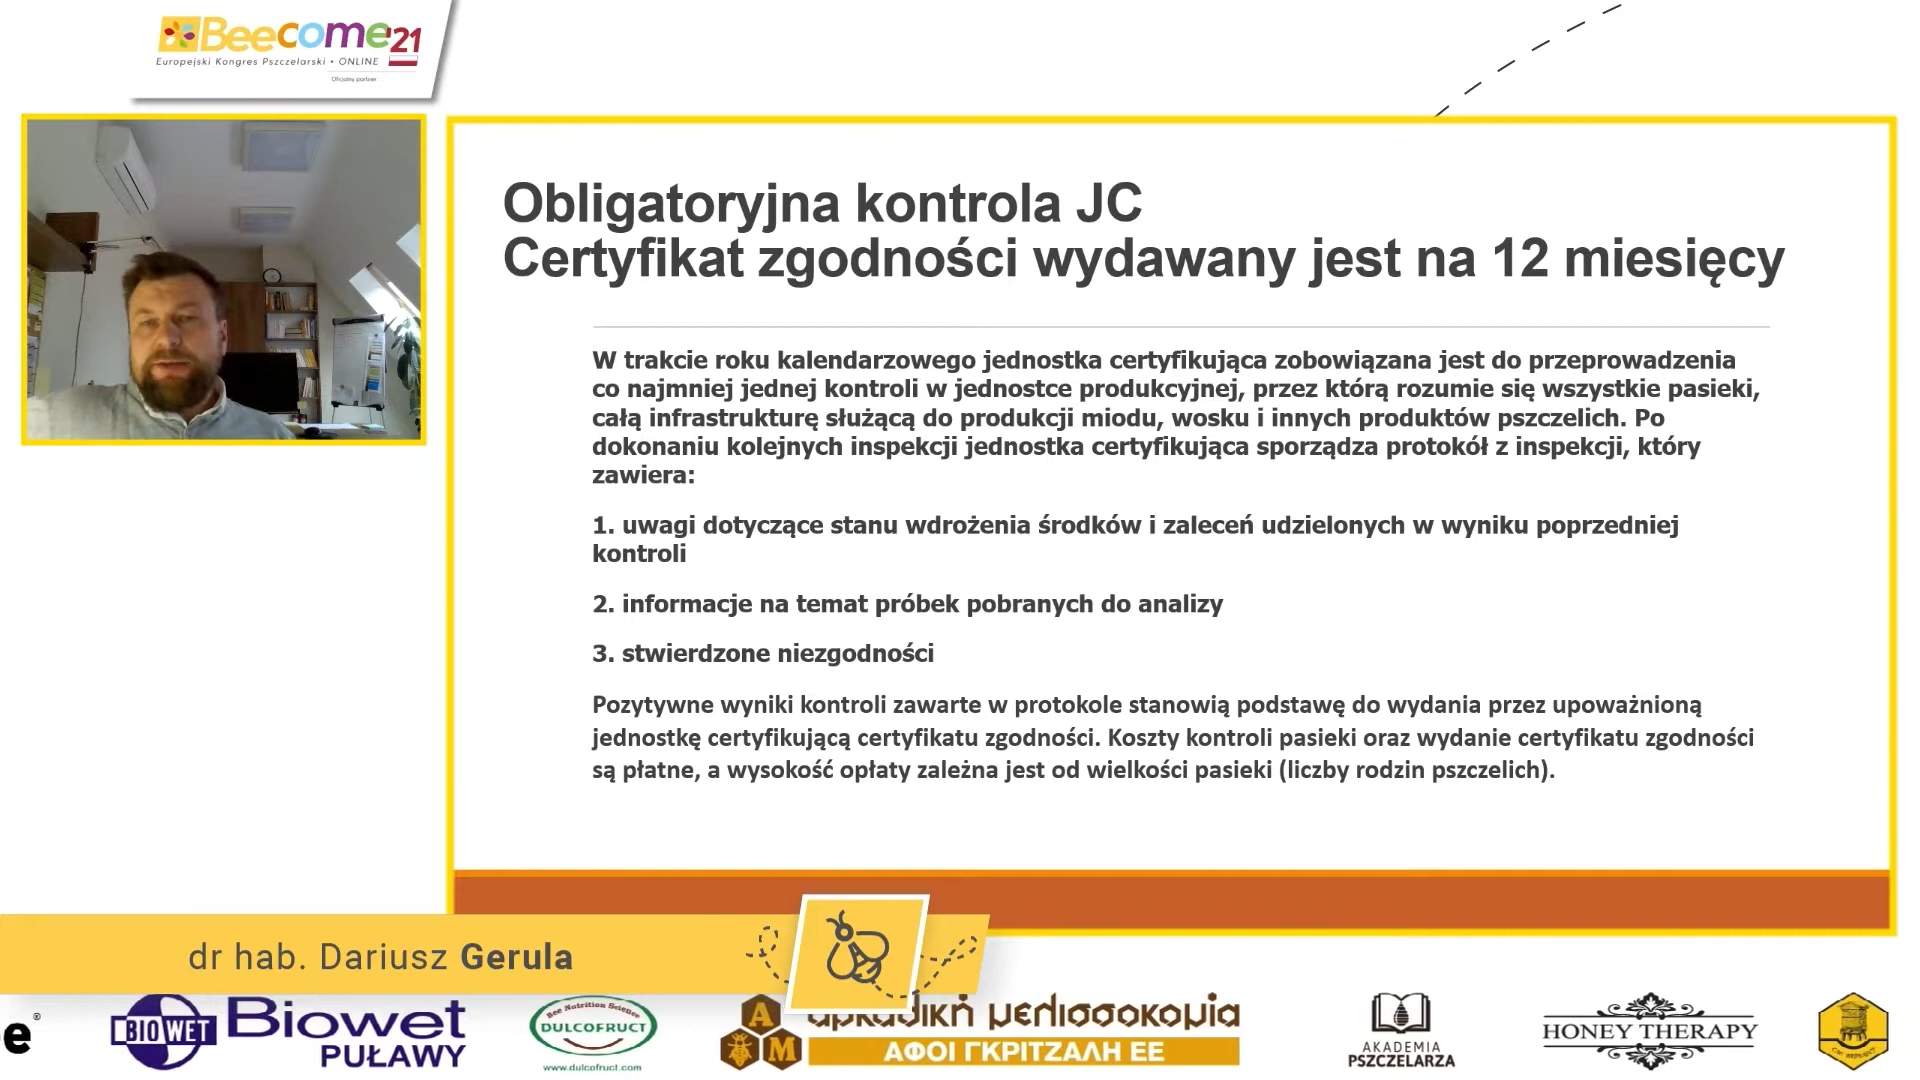 Beecome'21
Europejski Kongres Pszczelarski • ONLINE
Oficjalny partner
Obligatoryjna kontrola JC
Certyfikat zgodności wydawany jest na 12 miesięcy
W trakcie roku kalendarzowego jednostka certyfikująca zobowiązana jest do przeprowadzenia
co najmniej jednej kontroli w jednostce produkcyjnej, przez którą rozumie się wszystkie pasieki,
całą infrastrukturę służącą do produkcji miodu, wosku i innych produktów pszczelich. Po
dokonaniu kolejnych inspekcji jednostka certyfikująca sporządza protokół z inspekcji, który
zawiera:
1. uwagi dotyczące stanu wdrożenia środków i zaleceń udzielonych w wyniku poprzedniej
kontroli
2. informacje na temat próbek pobranych do analizy
3. stwierdzone niezgodności
Pozytywne wyniki kontroli zawarte w protokole stanowią podstawę do wydania przez upoważnioną
jednostkę certyfikującą certyfikatu zgodności. Koszty kontroli pasieki oraz wydanie certyfikatu zgodności
są płatne, a wysokość opłaty zależna jest od wielkości pasieki (liczby rodzin pszczelich).
dr hab. Dariusz Gerula
e®
BIOWET
Biowet
PUŁAWY
Bee Nutrition Science
DULCOFRUCT
www.dulcofruct.com
A
M
αρκαδική μελισσοκομία
ΑΦΟΙ ΓΚΡΙΤΖΑΛΗ ΕΕ
AKADEMIA
PSZCZELARZA
HONEY THERAPY